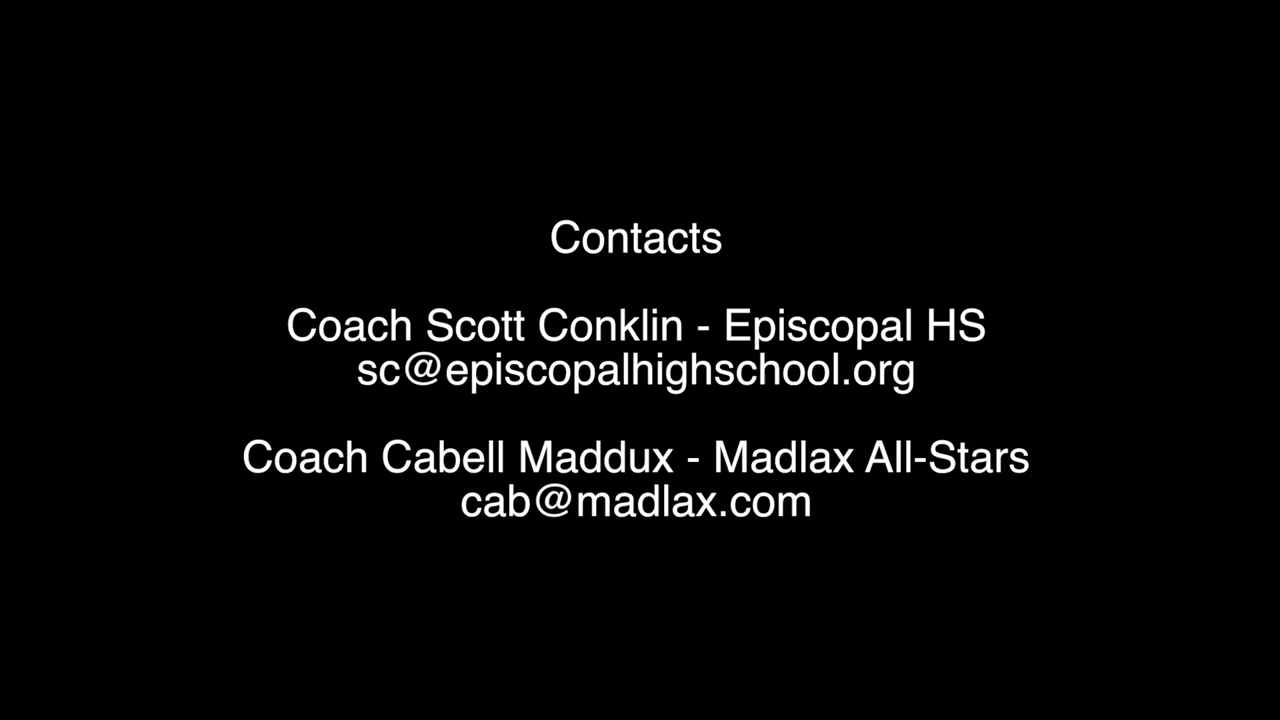 Contacts
Coach Scott Conklin - Episcopal HS
sc@episcopalhighschool.org
Coach Cabell Maddux - Madlax All-Stars
cab@madlax.com